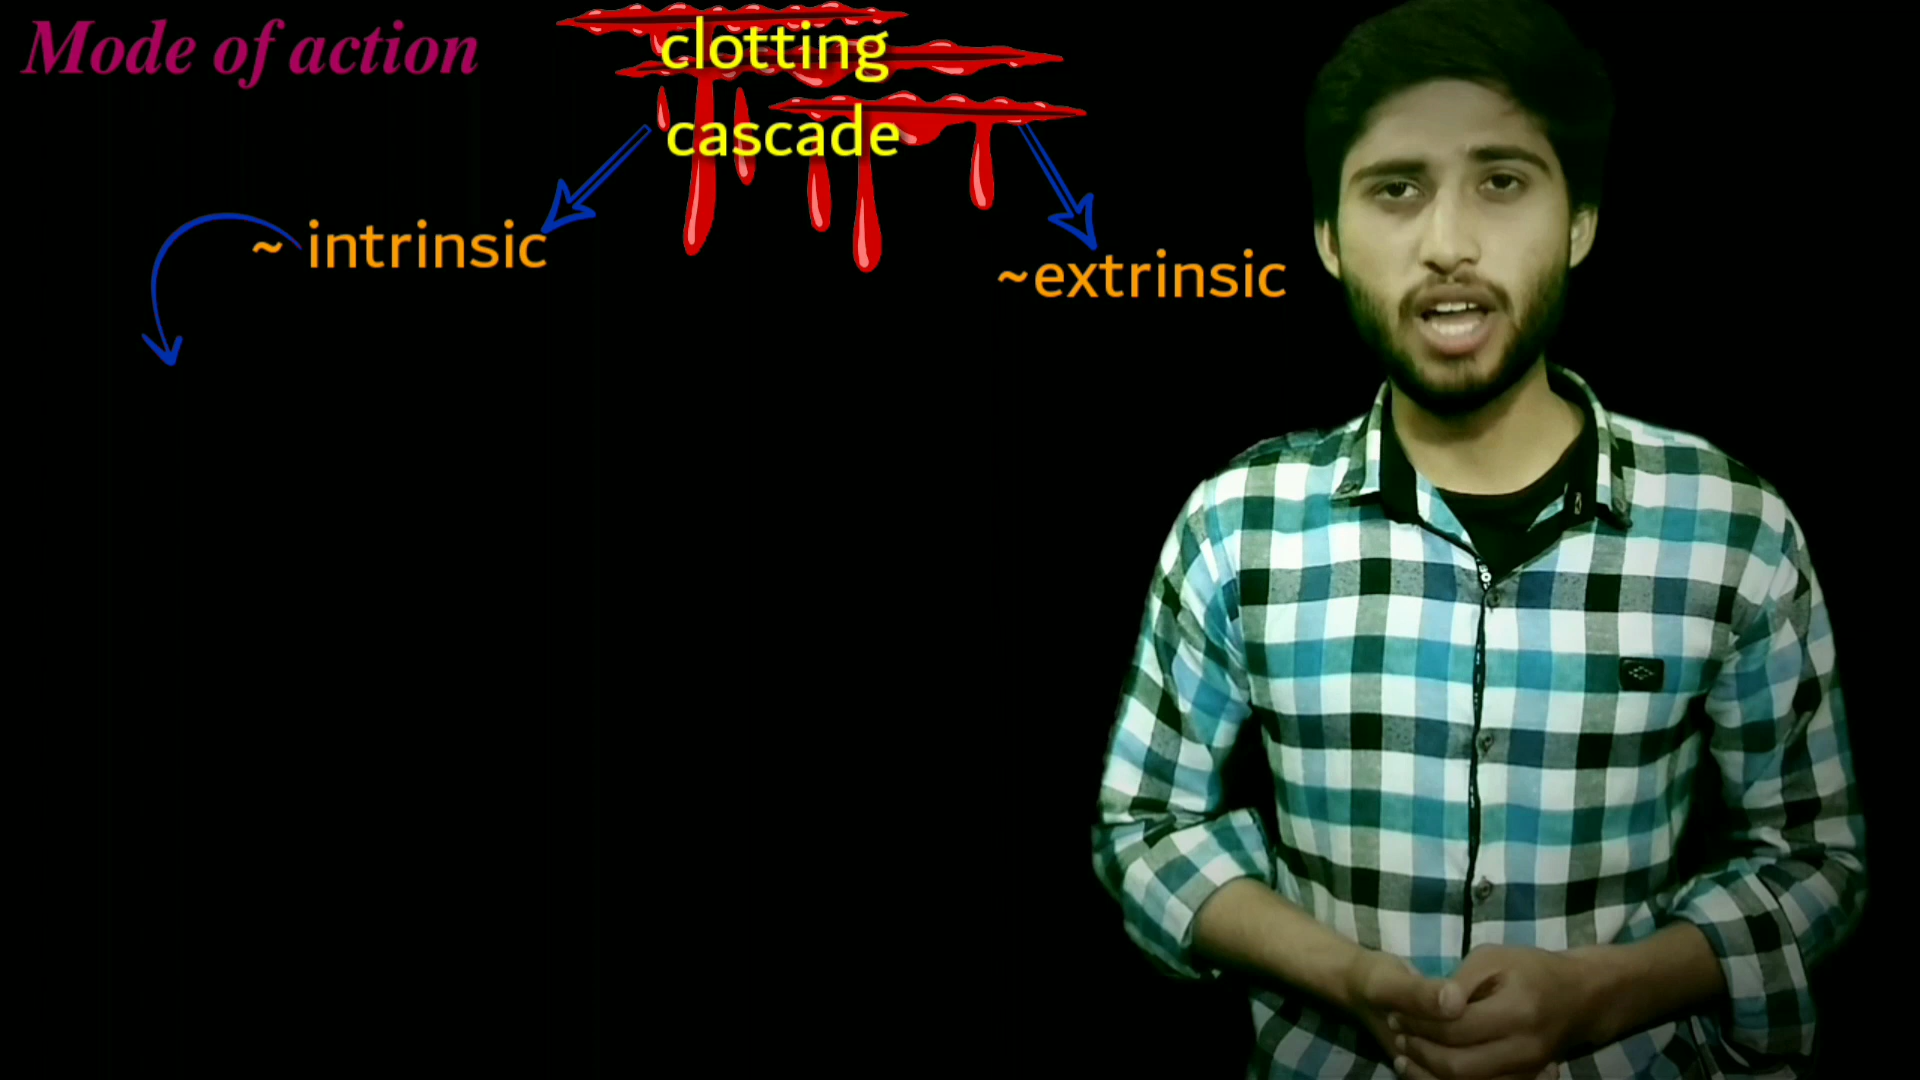 Mode of action
clotting
cascade
~ intrinsic
~extrinsic